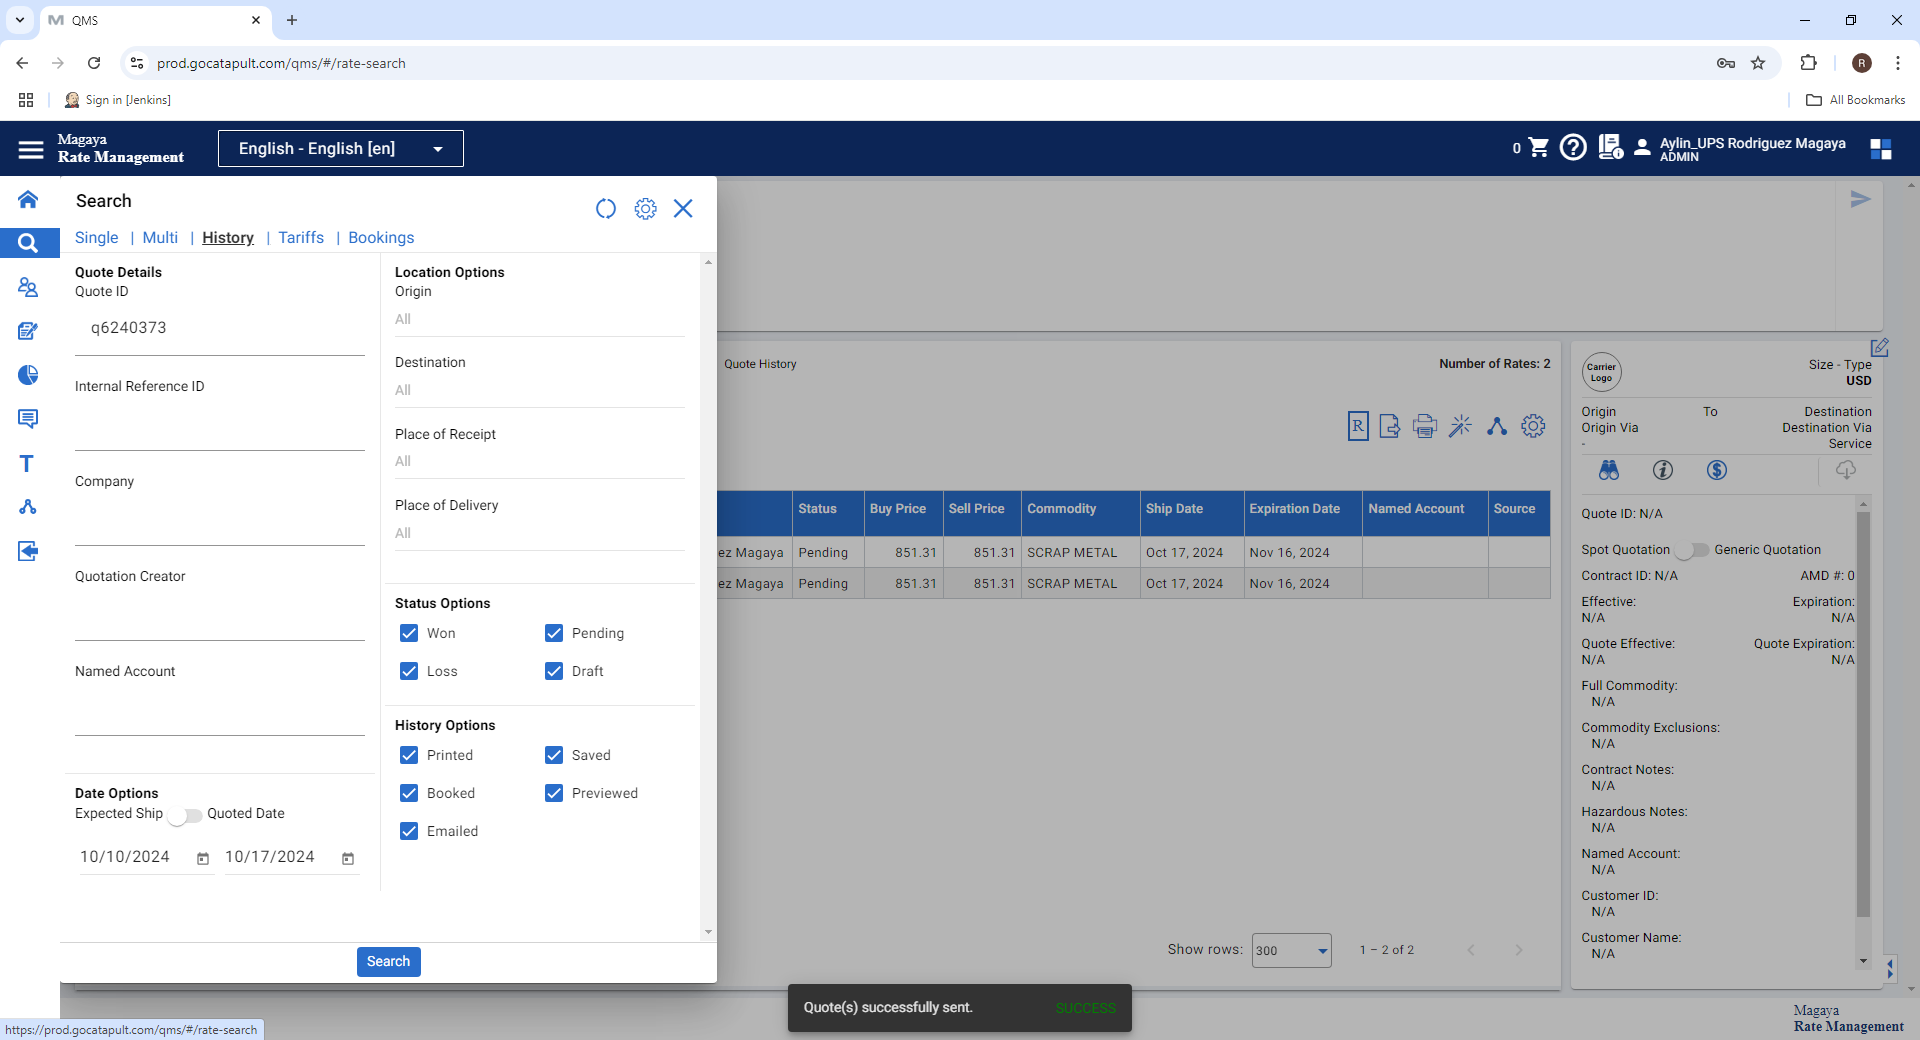 QMS
prod.gocatapult.com/qms/#/rate-search
R
Sign in [Jenkins]
All Bookmarks
Magaya
Rate Management
English - English [en]
0
Aylin_UPS Rodriguez Magaya
ADMIN
Search
Single | Multi | History | Tariffs | Bookings
Quote Details
Quote ID
q6240373
Internal Reference ID
Company
Quotation Creator
Named Account
Date Options
Expected Ship Quoted Date
10/10/2024 10/17/2024
Location Options
Origin
All
Destination
All
Place of Receipt
All
Place of Delivery
All
Status Options
Won Pending
Loss Draft
History Options
Printed Saved
Booked Previewed
Emailed
Search
Quote History
Number of Rates: 2
R
Status Buy Price Sell Price Commodity Ship Date Expiration Date Named Account Source
ez Magaya Pending 851.31 851.31 SCRAP METAL Oct 17, 2024 Nov 16, 2024
ez Magaya Pending 851.31 851.31 SCRAP METAL Oct 17, 2024 Nov 16, 2024
Show rows: 300 1 – 2 of 2
Carrier
Logo
Size - Type
USD
Origin To Destination
Origin Via Destination Via
- Service
Quote ID: N/A
Spot Quotation Generic Quotation
Contract ID: N/A AMD #: 0
Effective: Expiration:
N/A N/A
Quote Effective: Quote Expiration:
N/A N/A
Full Commodity:
N/A
Commodity Exclusions:
N/A
Contract Notes:
N/A
Hazardous Notes:
N/A
Named Account:
N/A
Customer ID:
N/A
Customer Name:
N/A
Quote(s) successfully sent. SUCCESS
Magaya
Rate Management
https://prod.gocatapult.com/qms/#/rate-search